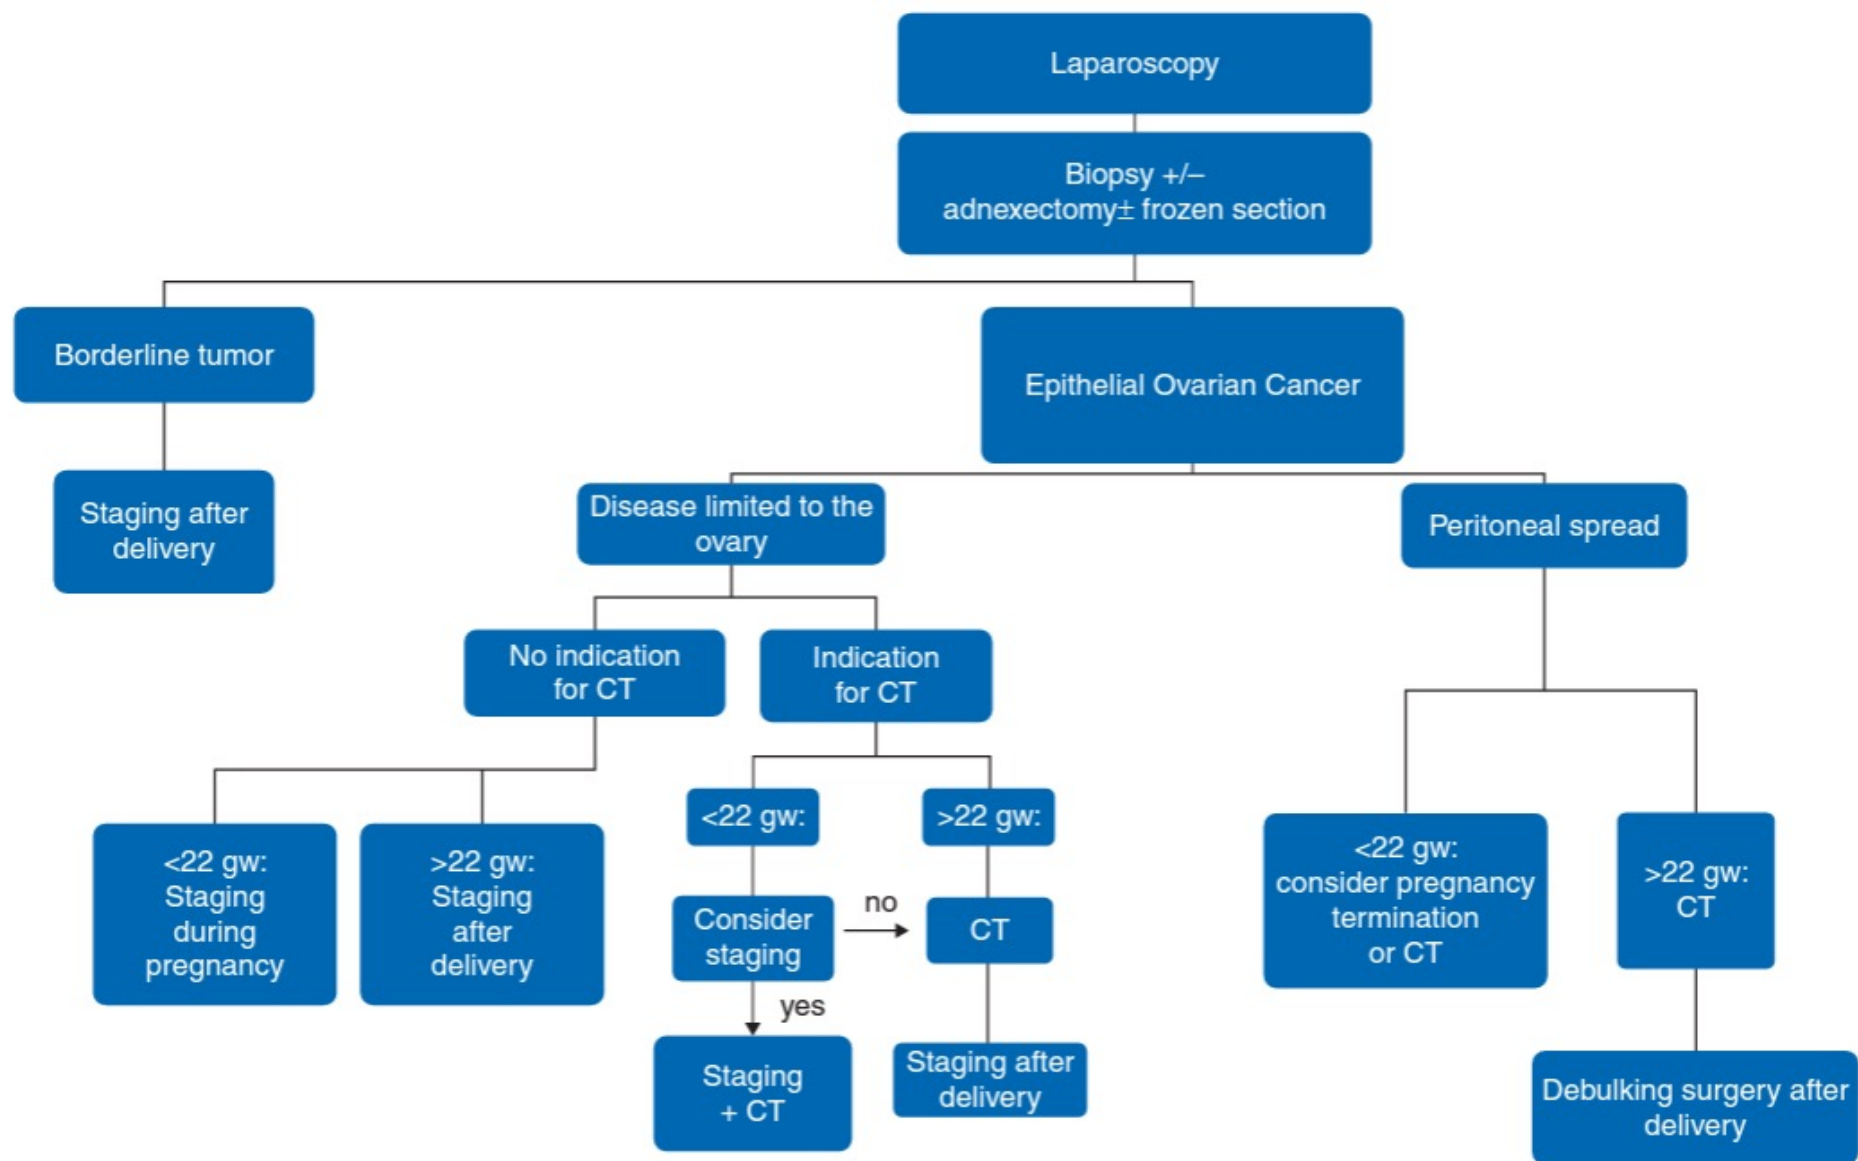 Laparoscopy
Biopsy +/–
adnexectomy± frozen section
Borderline tumor
Epithelial Ovarian Cancer
Staging after
delivery
Disease limited to the
ovary
Peritoneal spread
No indication
for CT
Indication
for CT
<22 gw:
Staging
during
pregnancy
>22 gw:
Staging
after
delivery
<22 gw:
>22 gw:
Consider
staging
no
CT
yes
Staging
+ CT
Staging after
delivery
<22 gw:
consider pregnancy
termination
or CT
>22 gw:
CT
Debulking surgery after
delivery